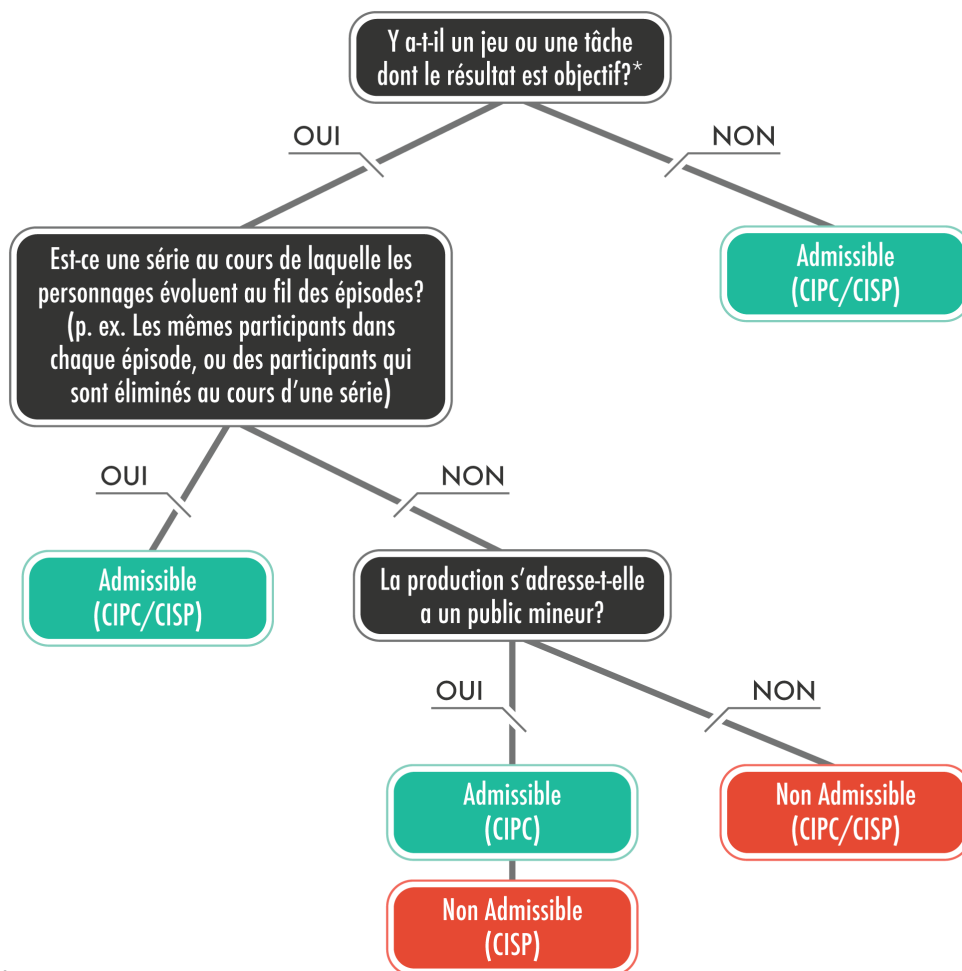 Y a-t-il un jeu ou une tâche
dont le résultat est objectif?*
OUI
NON
Est-ce une série au cours de laquelle les
personnages évoluent au fil des épisodes?
(p. ex. Les mêmes participants dans
chaque épisode, ou des participants qui
sont éliminés au cours d’une série)
Admissible
(CIPC/CISP)
OUI
NON
Admissible
(CIPC/CISP)
La production s’adresse-t-elle
a un public mineur?
OUI
NON
Admissible
(CIPC)
Non Admissible
(CIPC/CISP)
Non Admissible
(CISP)